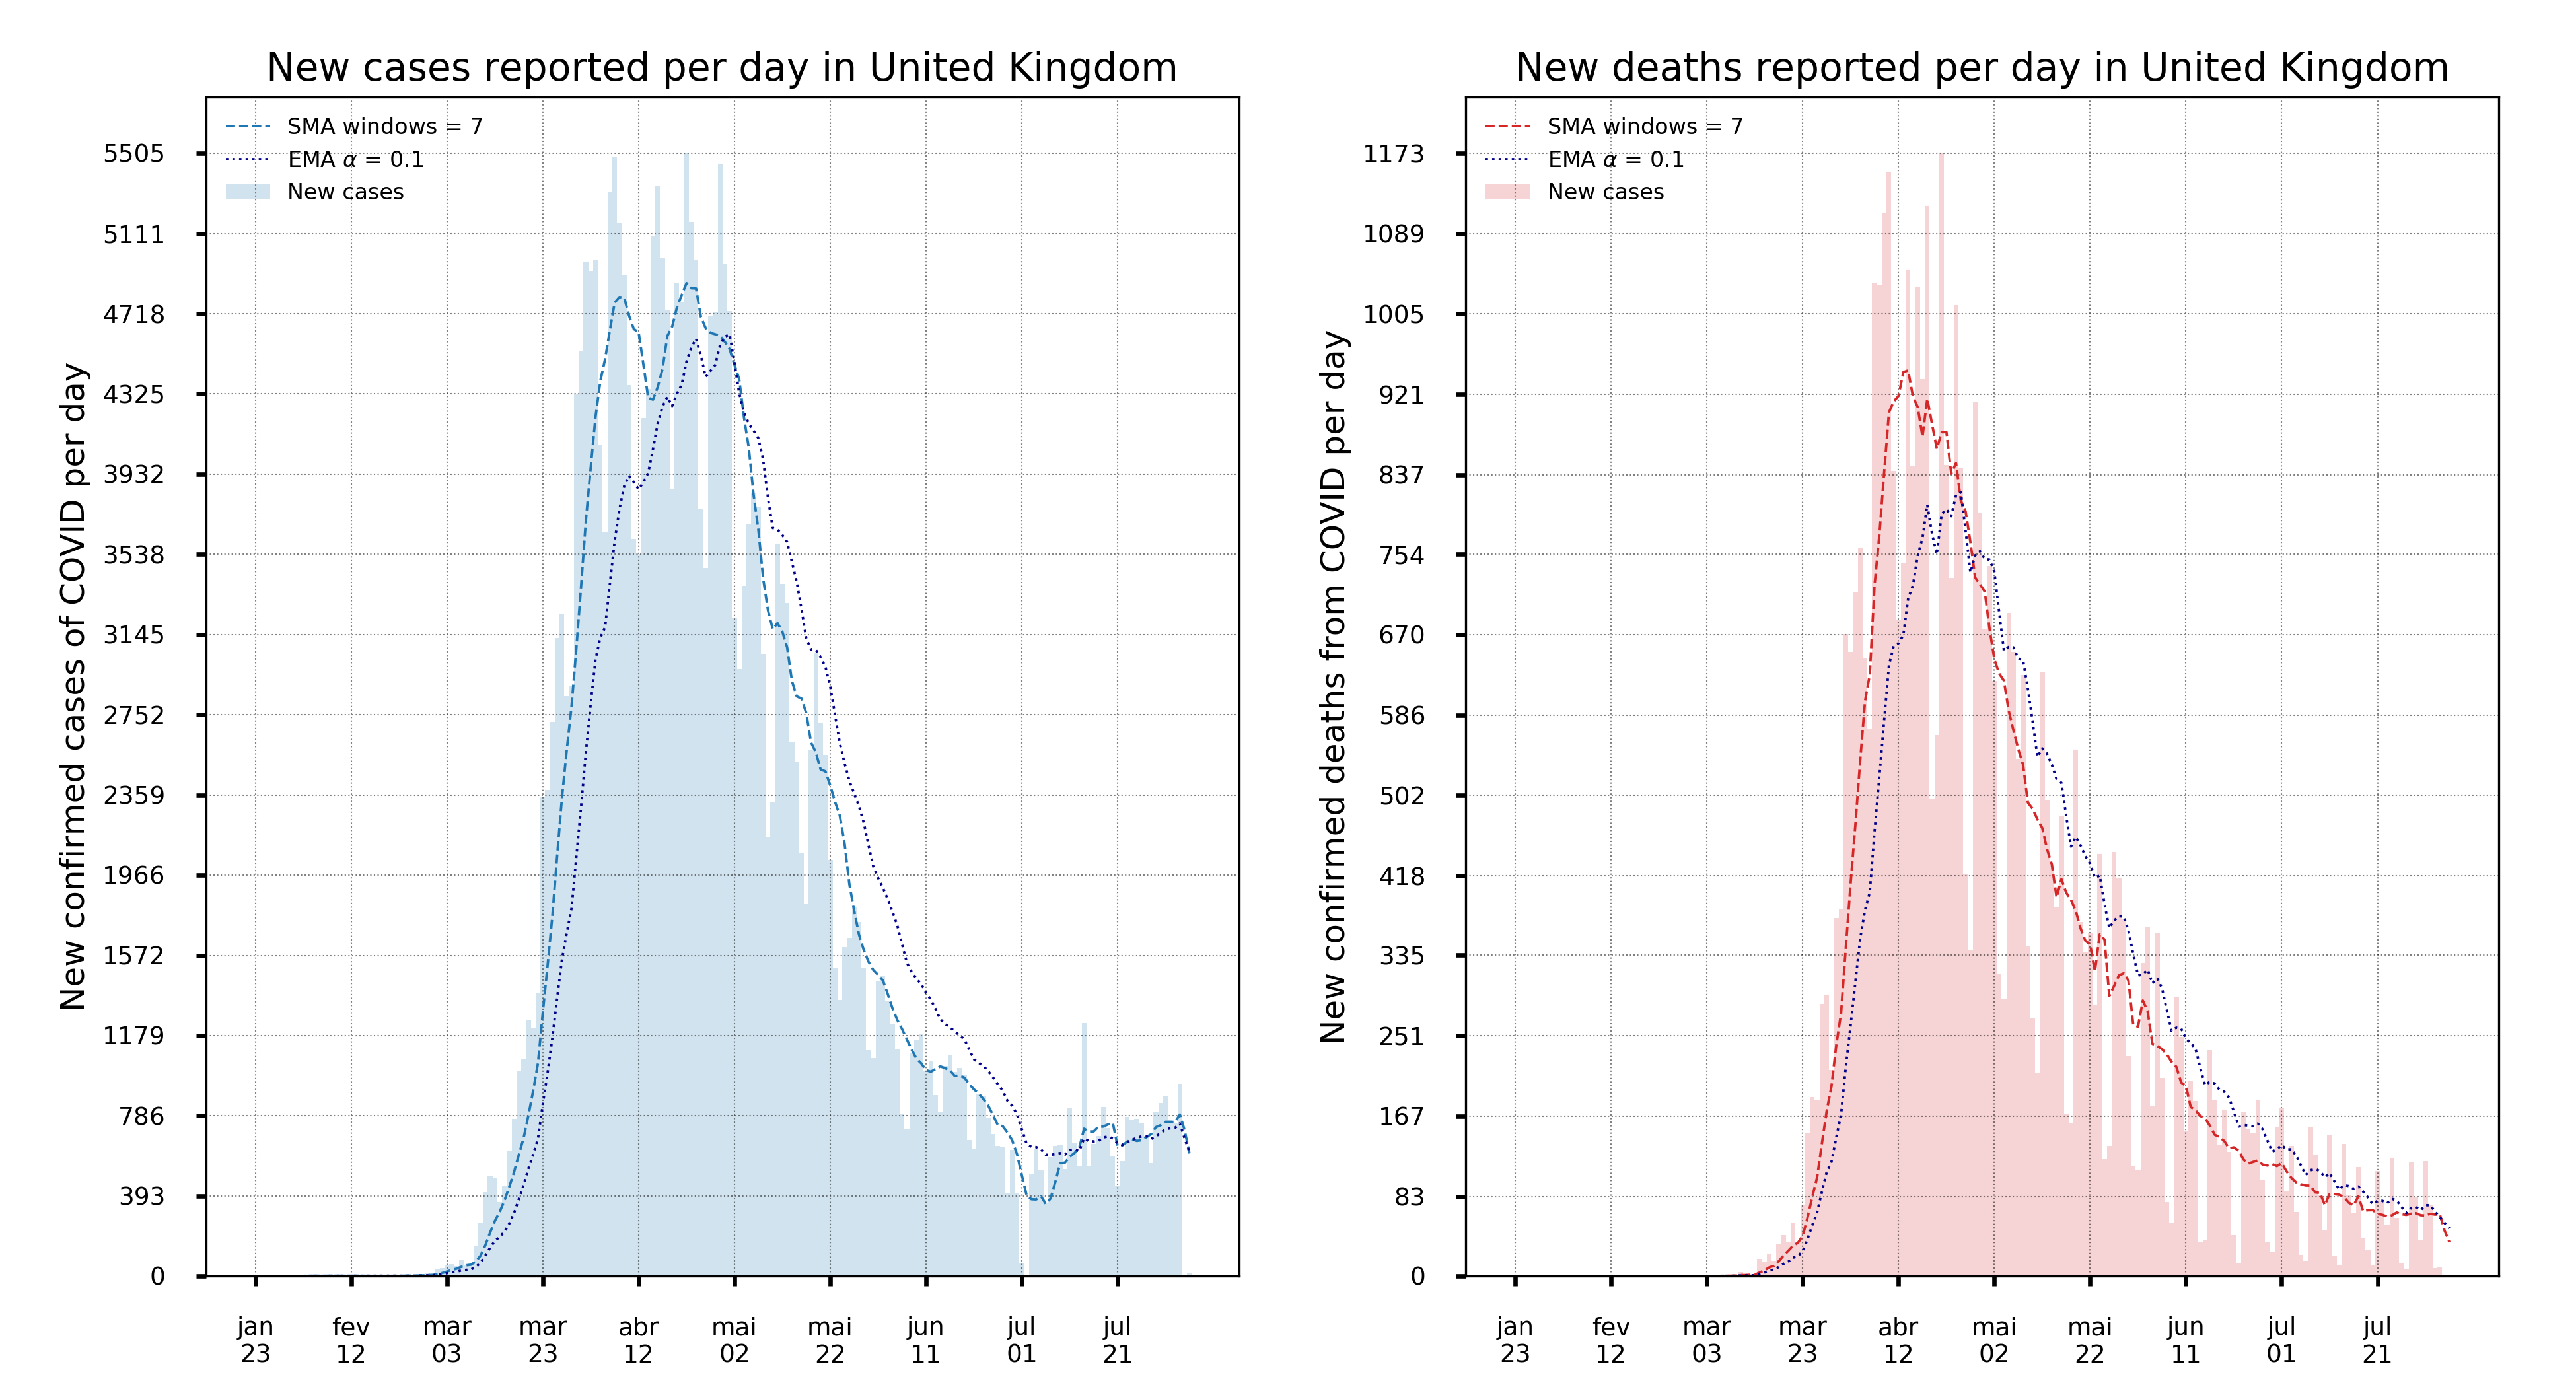 New cases reported per day in United Kingdom
SMA windows = 7
EMA α = 0.1
New cases
New confirmed cases of COVID per day
5505
5111
4718
4325
3932
3538
3145
2752
2359
1966
1572
1179
786
393
0
jan 23
fev 12
mar 03
mar 23
abr 12
mai 02
mai 22
jun 11
jul 01
jul 21
New deaths reported per day in United Kingdom
SMA windows = 7
EMA α = 0.1
New cases
New confirmed deaths from COVID per day
1173
1089
1005
921
837
754
670
586
502
418
335
251
167
83
0
jan 23
fev 12
mar 03
mar 23
abr 12
mai 02
mai 22
jun 11
jul 01
jul 21